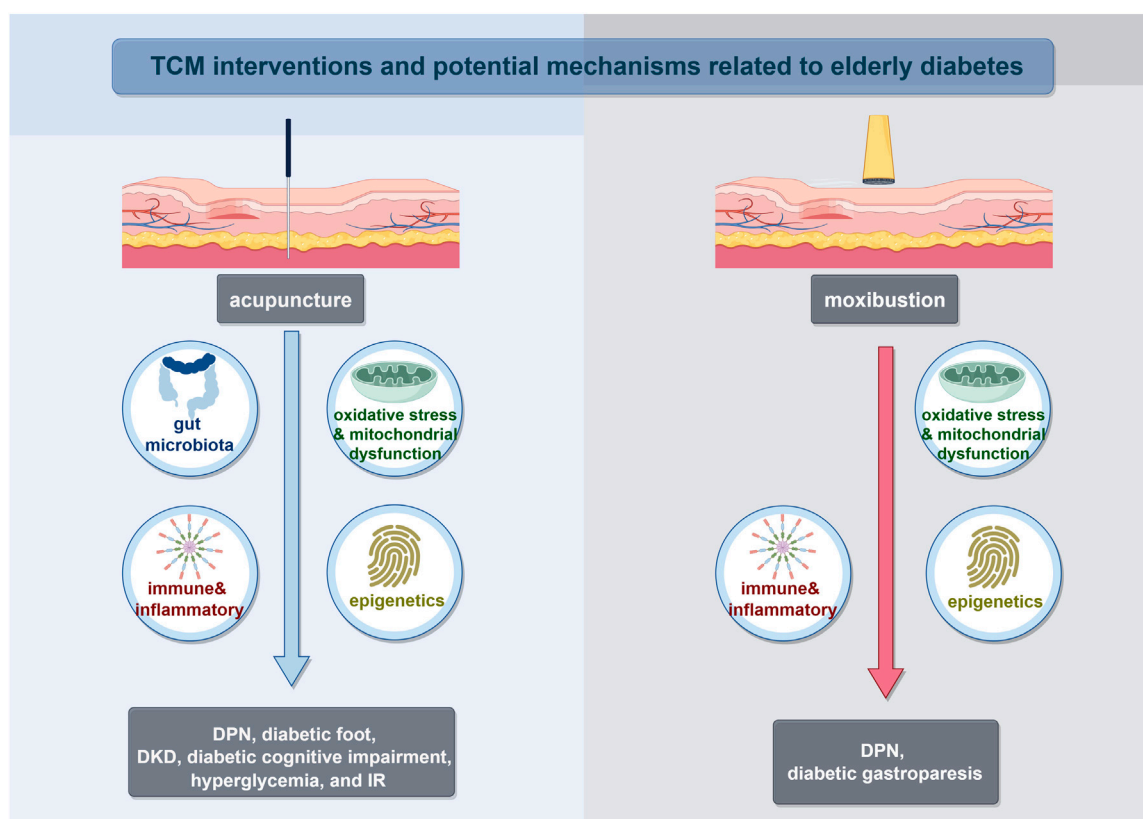 TCM interventions and potential mechanisms related to elderly diabetes
acupuncture
gut
microbiota
oxidative stress
& mitochondrial
dysfunction
immune&
inflammatory
epigenetics
DPN, diabetic foot,
DKD, diabetic cognitive impairment,
hyperglycemia, and IR
moxibustion
oxidative stress
& mitochondrial
dysfunction
immune&
inflammatory
epigenetics
DPN,
diabetic gastroparesis